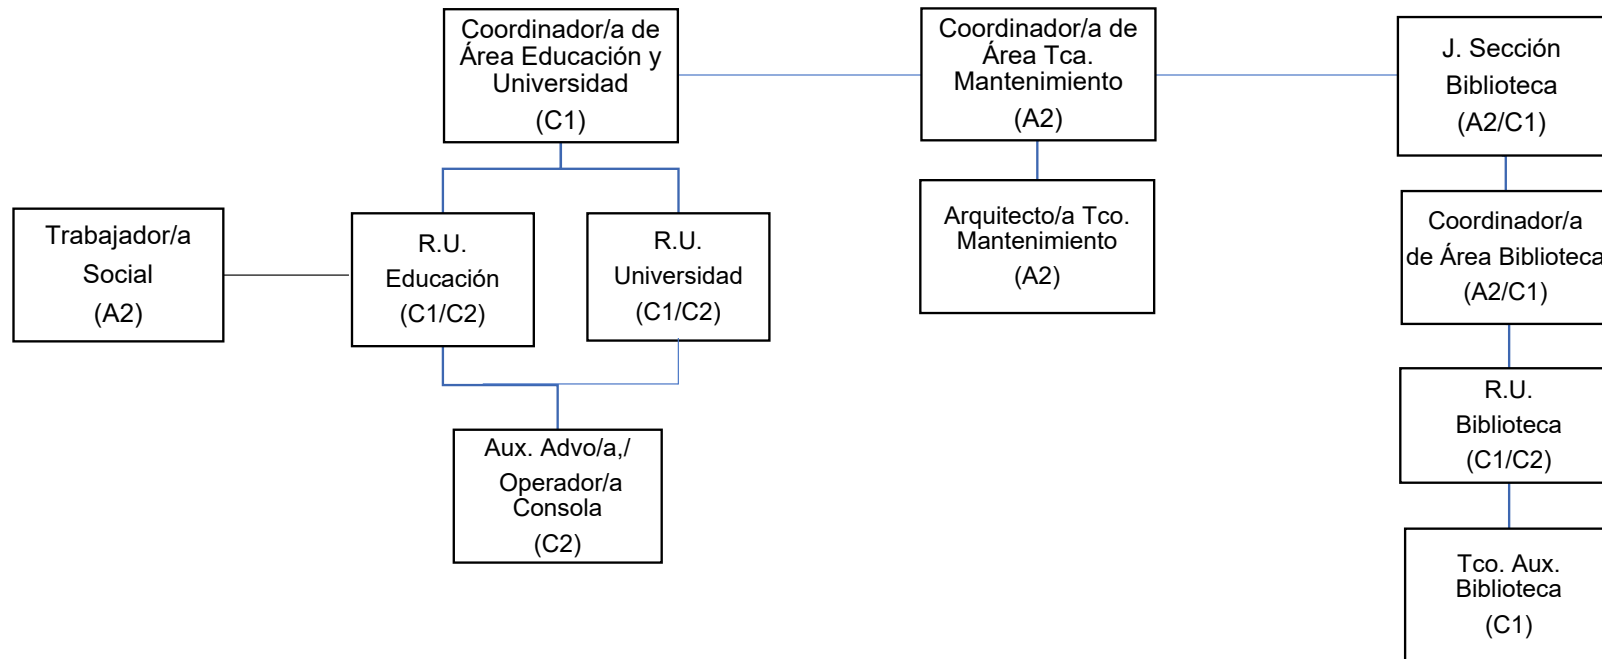 Coordinador/a de
Área Educación y
Universidad
(C1)
Coordinador/a de
Área Tca.
Mantenimiento
(A2)
J. Sección
Biblioteca
(A2/C1)
Trabajador/a
Social
(A2)
R.U.
Educación
(C1/C2)
R.U.
Universidad
(C1/C2)
Arquitecto/a Tco.
Mantenimiento
(A2)
Coordinador/a
de Área Biblioteca
(A2/C1)
R.U.
Biblioteca
(C1/C2)
Aux. Advo/a,/
Operador/a
Consola
(C2)
Tco. Aux.
Biblioteca
(C1)